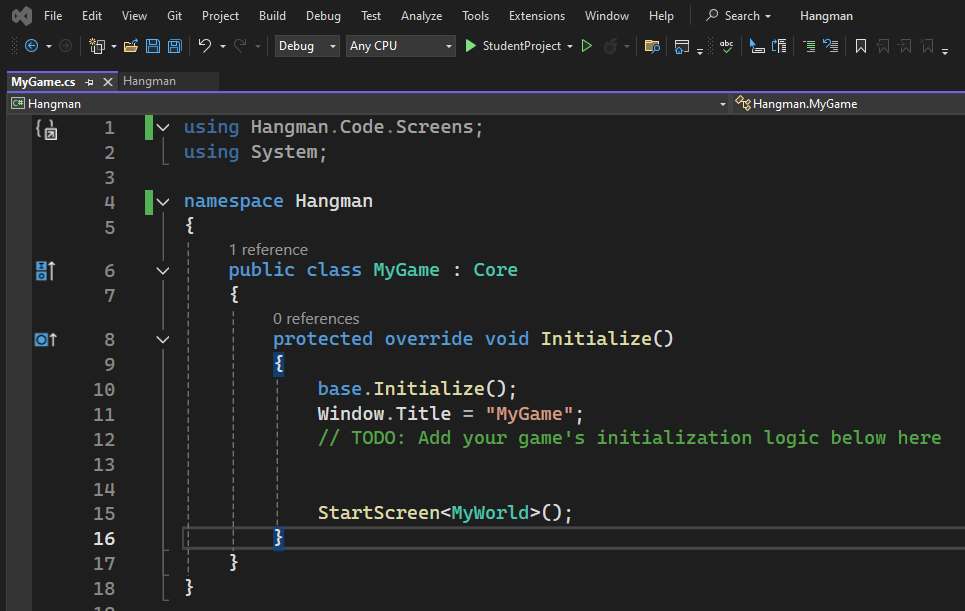 File Edit View Git Project Build Debug Test Analyze Tools Extensions Window Help Search Hangman
Debug Any CPU StudentProject abc
MyGame.cs Hangman
C# Hangman Hangman.MyGame
1 using Hangman.Code.Screens;
2 using System;
3
4 namespace Hangman
5 {
1 reference
6 public class MyGame : Core
7 {
0 references
8 protected override void Initialize()
9 {
10 base.Initialize();
11 Window.Title = "MyGame";
12 // TODO: Add your game's initialization logic below here
13
14
15 StartScreen<MyWorld>();
16 }
17 }
18 }